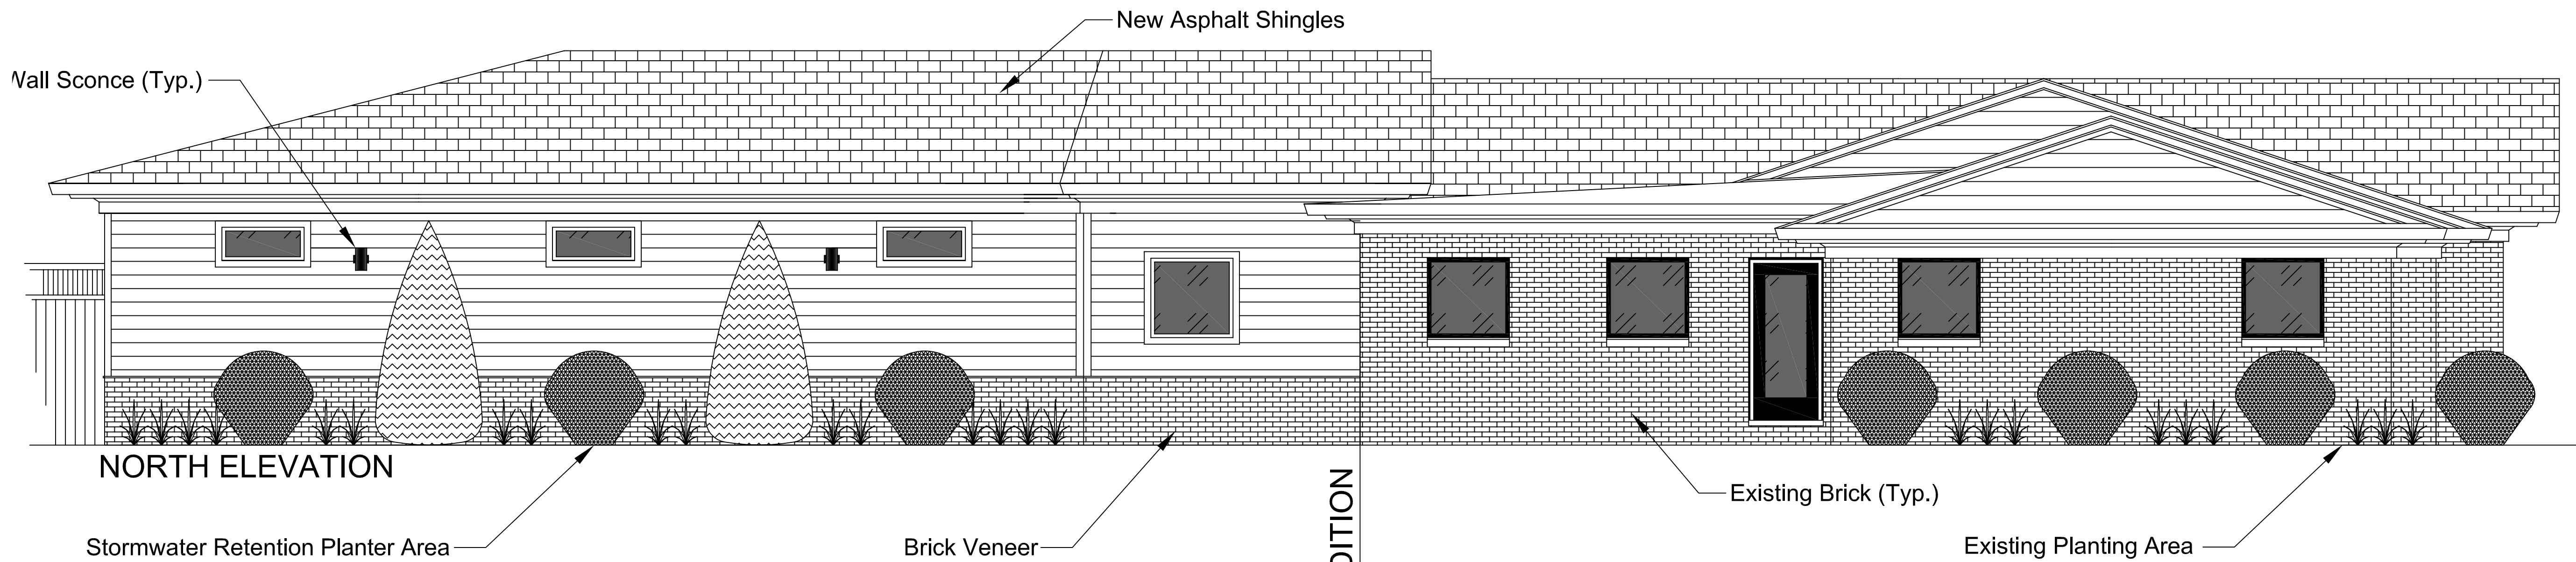 New Asphalt Shingles
Wall Sconce (Typ.)
NORTH ELEVATION
Existing Brick (Typ.)
Stormwater Retention Planter Area
Brick Veneer
DITION
Existing Planting Area